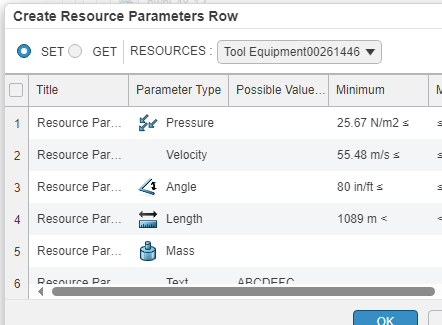 Create Resource Parameters Row
SET GET RESOURCES : Tool Equipment00261446
Title Parameter Type Possible Value... Minimum
1 Resource Par... Pressure 25.67 N/m2 ≤
2 Resource Par... Velocity 55.48 m/s ≤ ≤
3 Resource Par... Angle 80 in/ft ≤ ≤
4 Resource Par... Length 1089 m < <
5 Resource Par... Mass
6 Resource Par... Text ABCDEFC
OK